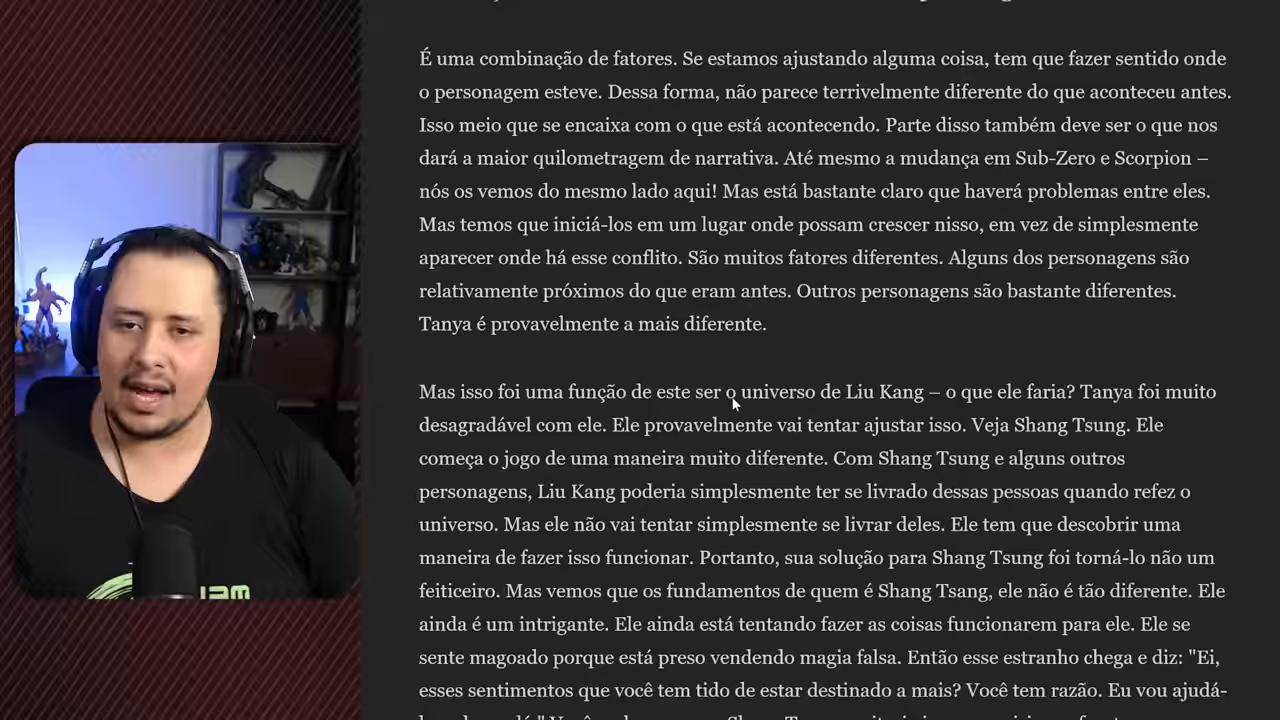 É uma combinação de fatores. Se estamos ajustando alguma coisa, tem que fazer sentido onde
o personagem esteve. Dessa forma, não parece terrivelmente diferente do que aconteceu antes.
Isso meio que se encaixa com o que está acontecendo. Parte disso também deve ser o que nos
dará a maior quilometragem de narrativa. Até mesmo a mudança em Sub-Zero e Scorpion –
nós os vemos do mesmo lado aqui! Mas está bastante claro que haverá problemas entre eles.
Mas temos que iniciá-los em um lugar onde possam crescer nisso, em vez de simplesmente
aparecer onde há esse conflito. São muitos fatores diferentes. Alguns dos personagens são
relativamente próximos do que eram antes. Outros personagens são bastante diferentes.
Tanya é provavelmente a mais diferente.
Mas isso foi uma função de este ser o universo de Liu Kang – o que ele faria? Tanya foi muito
desagradável com ele. Ele provavelmente vai tentar ajustar isso. Veja Shang Tsung. Ele
começa o jogo de uma maneira muito diferente. Com Shang Tsung e alguns outros
personagens, Liu Kang poderia simplesmente ter se livrado dessas pessoas quando refez o
universo. Mas ele não vai tentar simplesmente se livrar deles. Ele tem que descobrir uma
maneira de fazer isso funcionar. Portanto, sua solução para Shang Tsung foi torná-lo não um
feiticeiro. Mas vemos que os fundamentos de quem é Shang Tsang, ele não é tão diferente. Ele
ainda é um intrigante. Ele ainda está tentando fazer as coisas funcionarem para ele. Ele se
sente magoado porque está preso vendendo magia falsa. Então esse estranho chega e diz: "Ei,
esses sentimentos que você tem tido de estar destinado a mais? Você tem razão. Eu vou ajudá-